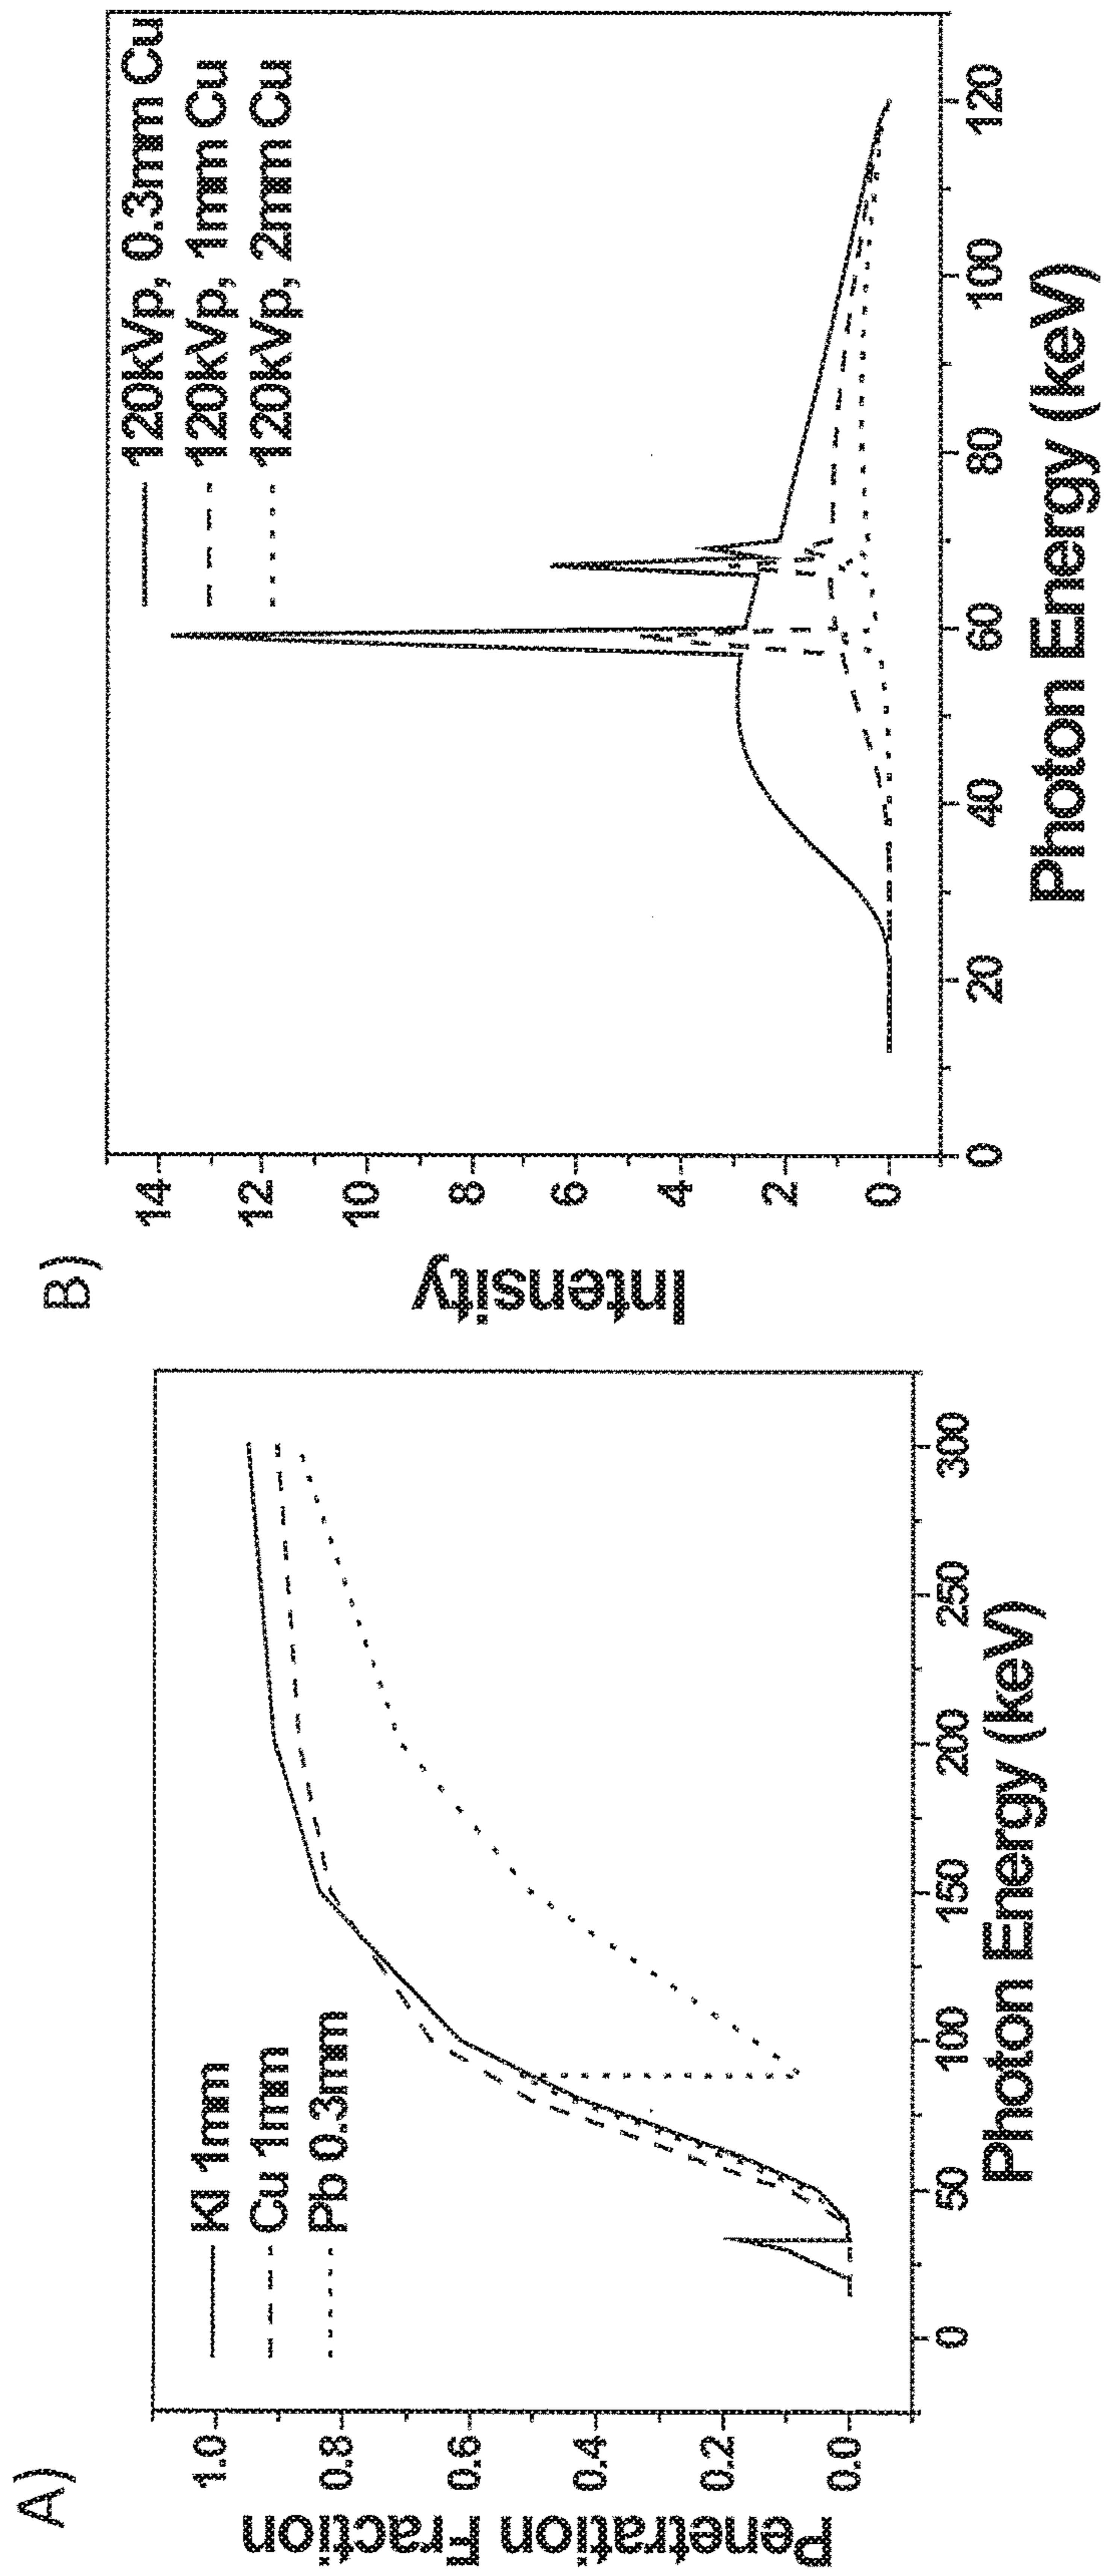 A)
Penetration Fraction
1.0
0.8
0.6
0.4
0.2
0.0
KI 1mm
Cu 1mm
Pb 0.3mm
0 50 100 150 200 250 300
Photon Energy (keV)
B)
Intensity
14
12
10
8
6
4
2
0
120kVp, 0.3mm Cu
120kVp, 1mm Cu
120kVp, 2mm Cu
0 20 40 60 80 100 120
Photon Energy (keV)